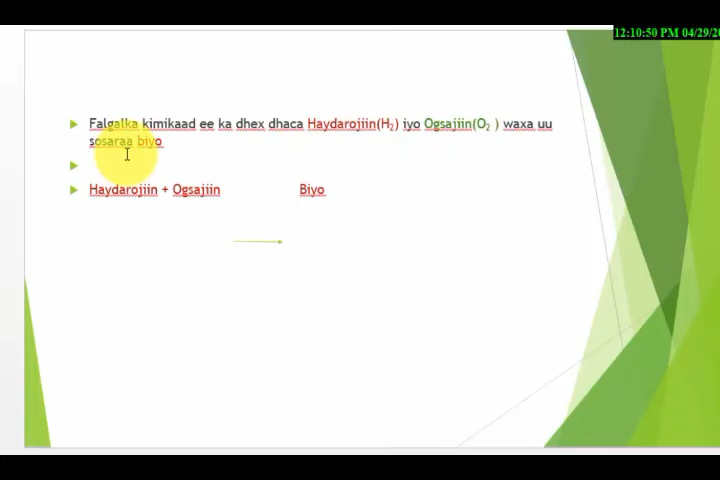 12:10:50 PM 04/29/20
Falgalka kimikaad ee ka dhex dhaca Haydarojiin(H₂) iyo Ogsajiin(O₂ ) waxa uu
sosaraa biyo
Haydarojiin + Ogsajiin Biyo